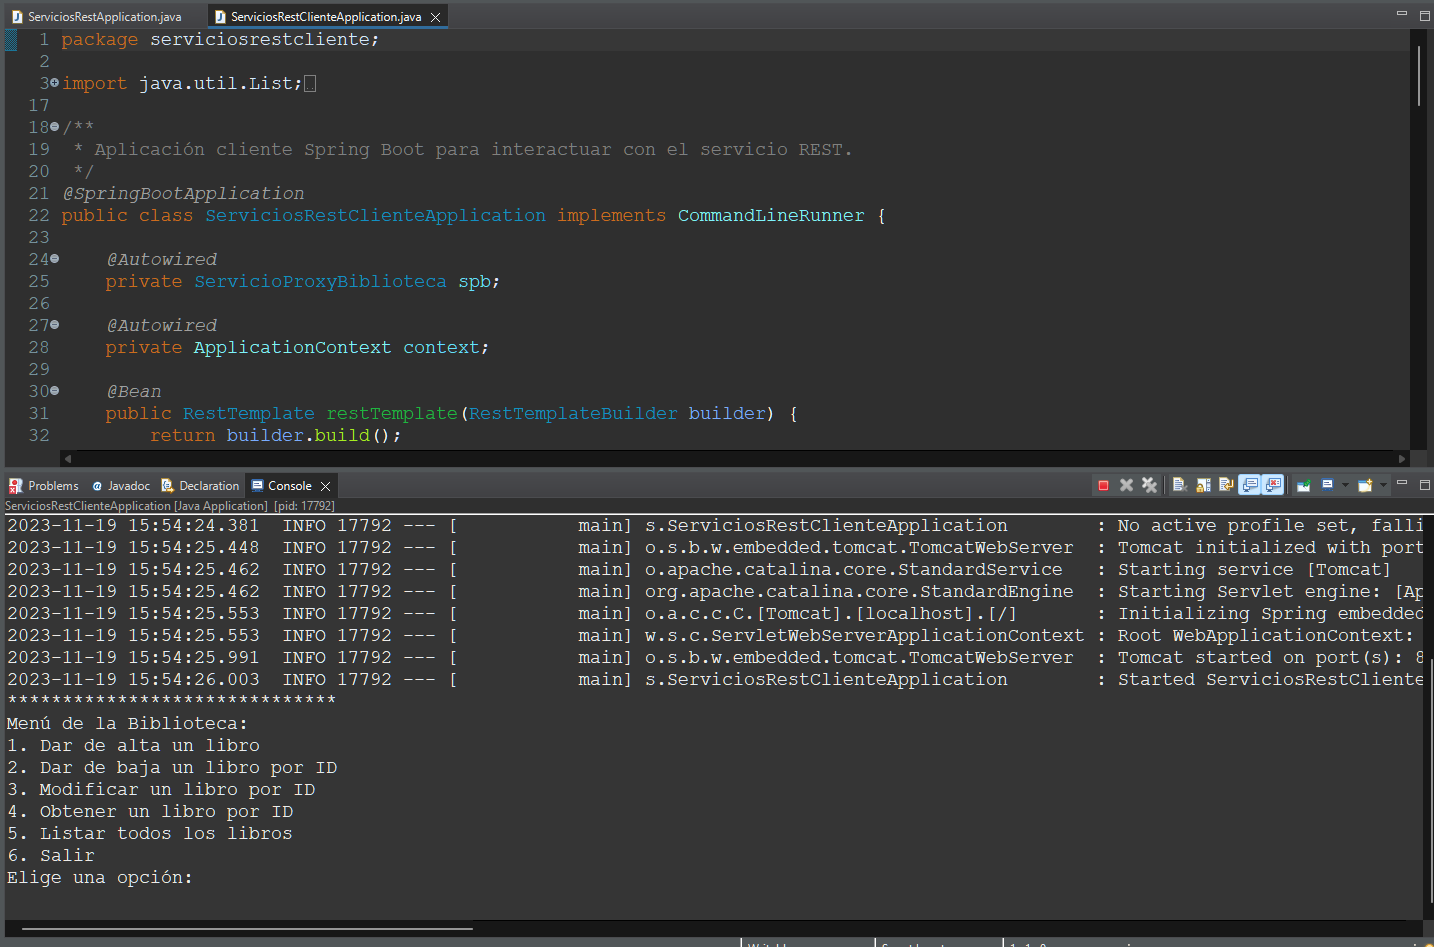 ServiciosRestApplication.java ServiciosRestClienteApplication.java
1 package serviciosrestcliente;
2
3 import java.util.List;
17
18 /**
19 * Aplicación cliente Spring Boot para interactuar con el servicio REST.
20 */
21 @SpringBootApplication
22 public class ServiciosRestClienteApplication implements CommandLineRunner {
23
24 @Autowired
25 private ServicioProxyBiblioteca spb;
26
27 @Autowired
28 private ApplicationContext context;
29
30 @Bean
31 public RestTemplate restTemplate(RestTemplateBuilder builder) {
32 return builder.build();
Problems @ Javadoc Declaration Console
ServiciosRestClienteApplication [Java Application] [pid: 17792]
2023-11-19 15:54:24.381 INFO 17792 --- [ main] s.ServiciosRestClienteApplication : No active profile set, falli
2023-11-19 15:54:25.448 INFO 17792 --- [ main] o.s.b.w.embedded.tomcat.TomcatWebServer : Tomcat initialized with port
2023-11-19 15:54:25.462 INFO 17792 --- [ main] o.apache.catalina.core.StandardService : Starting service [Tomcat]
2023-11-19 15:54:25.462 INFO 17792 --- [ main] org.apache.catalina.core.StandardEngine : Starting Servlet engine: [Ap
2023-11-19 15:54:25.553 INFO 17792 --- [ main] o.a.c.c.C.[Tomcat].[localhost].[/] : Initializing Spring embedded
2023-11-19 15:54:25.553 INFO 17792 --- [ main] w.s.c.ServletWebServerApplicationContext : Root WebApplicationContext:
2023-11-19 15:54:25.991 INFO 17792 --- [ main] o.s.b.w.embedded.tomcat.TomcatWebServer : Tomcat started on port(s): 8
2023-11-19 15:54:26.003 INFO 17792 --- [ main] s.ServiciosRestClienteApplication : Started ServiciosRestCliente
******************************
Menú de la Biblioteca:
1. Dar de alta un libro
2. Dar de baja un libro por ID
3. Modificar un libro por ID
4. Obtener un libro por ID
5. Listar todos los libros
6. Salir
Elige una opción: